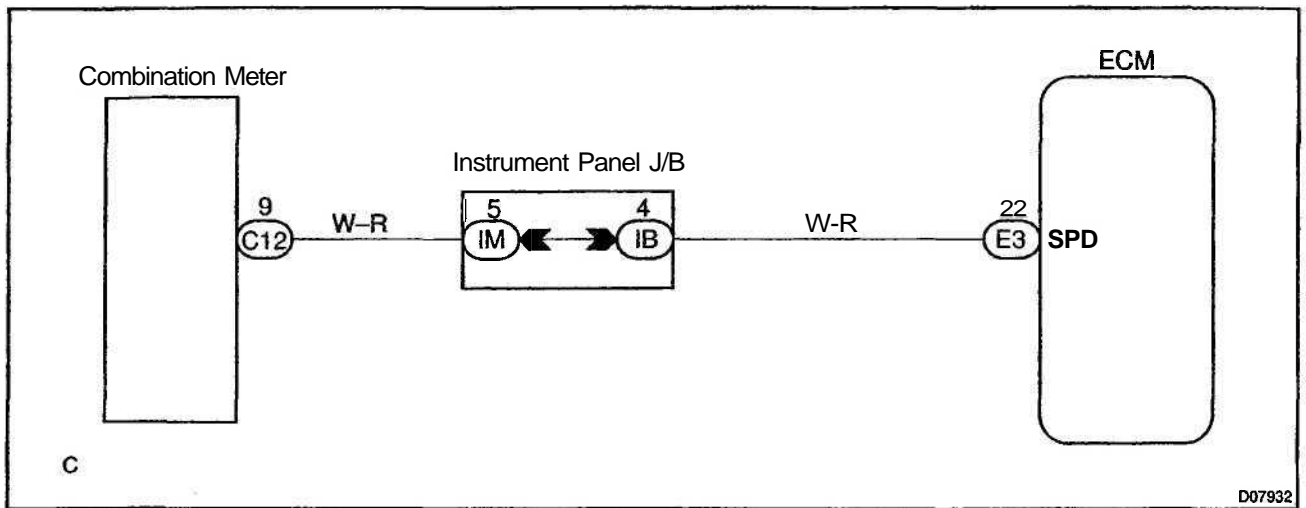 ECM
Combination Meter
Instrument Panel J/B
9
W–R
5
4
W-R
22
C12
IM
IB
E3
SPD
C
D07932